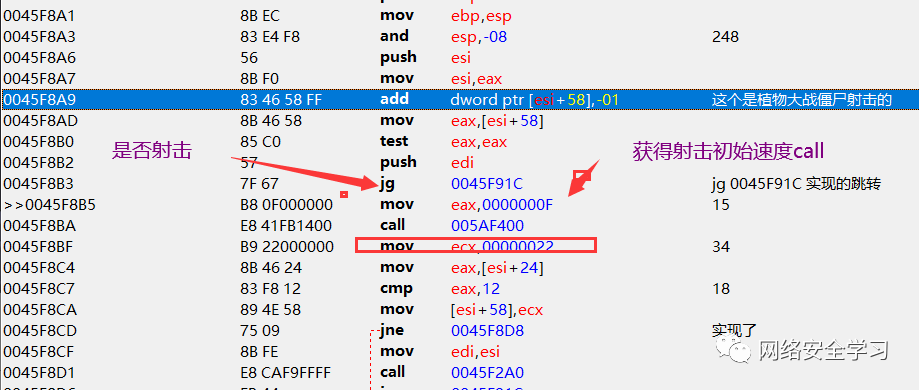 0045F8A1 8B EC mov ebp,esp
0045F8A3 83 E4 F8 and esp,-08 248
0045F8A6 56 push esi
0045F8A7 8B F0 mov esi,eax
0045F8A9 83 46 58 FF add dword ptr [esi+58],-01 这个是植物大战僵尸射击的
0045F8AD 8B 46 58 mov eax,[esi+58]
0045F8B0 85 C0 test eax,eax
是否射击 获得射击初始速度call
0045F8B2 57 push edi
0045F8B3 7F 67 jg 0045F91C jg 0045F91C 实现的跳转
>>0045F8B5 B8 0F000000 mov eax,0000000F 15
0045F8BA E8 41FB1400 call 005AF400
0045F8BF B9 22000000 mov ecx,00000022 34
0045F8C4 8B 46 24 mov eax,[esi+24]
0045F8C7 83 F8 12 cmp eax,12 18
0045F8CA 89 4E 58 mov [esi+58],ecx
0045F8CD 75 09 jne 0045F8D8 实现了
0045F8CF 8B FE mov edi,esi
网络安全学习
0045F8D1 E8 CAF9FFFF call 0045F2A0